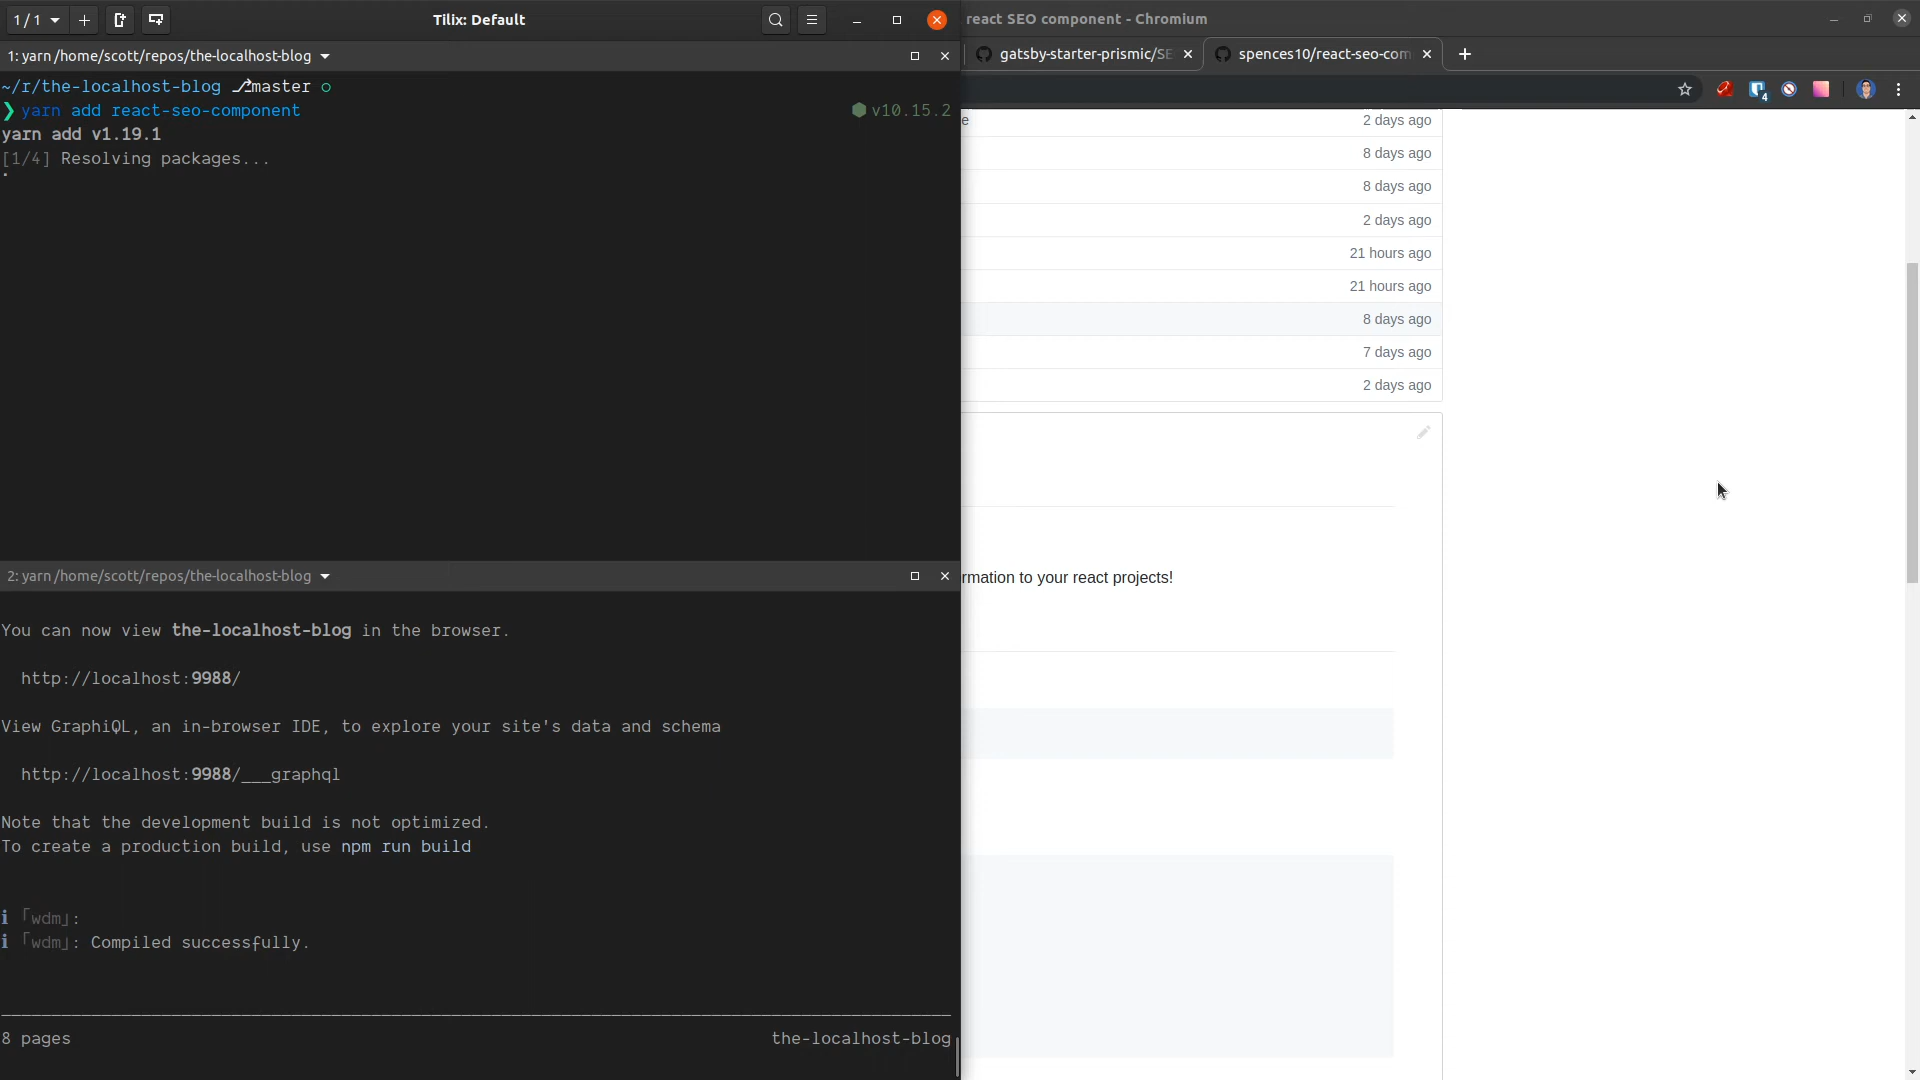 1 / 1
Tilix: Default
1: yarn /home/scott/repos/the-localhost-blog
~/r/the-localhost-blog master
❯ yarn add react-seo-component
v10.15.2
yarn add v1.19.1
[1/4] Resolving packages...
2: yarn /home/scott/repos/the-localhost-blog
You can now view the-localhost-blog in the browser.
http://localhost:9988/
View GraphiQL, an in-browser IDE, to explore your site's data and schema
http://localhost:9988/___graphql
Note that the development build is not optimized.
To create a production build, use npm run build
ℹ ｢wdm｣:
ℹ ｢wdm｣: Compiled successfully.
8 pages
the-localhost-blog
react SEO component - Chromium
gatsby-starter-prismic/SE
spences10/react-seo-com
4
e
2 days ago
8 days ago
8 days ago
2 days ago
21 hours ago
21 hours ago
8 days ago
7 days ago
2 days ago
rmation to your react projects!